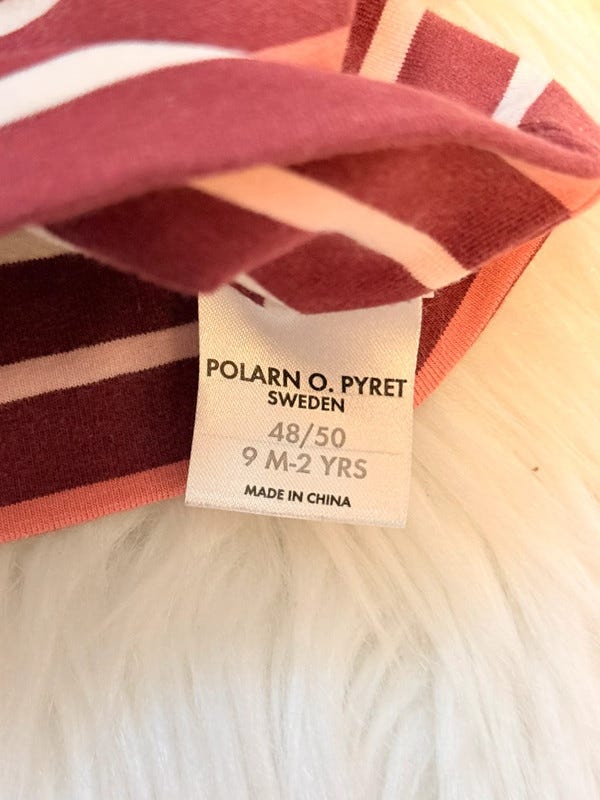 POLARN O. PYRET
SWEDEN
48/50
9 M-2 YRS
MADE IN CHINA